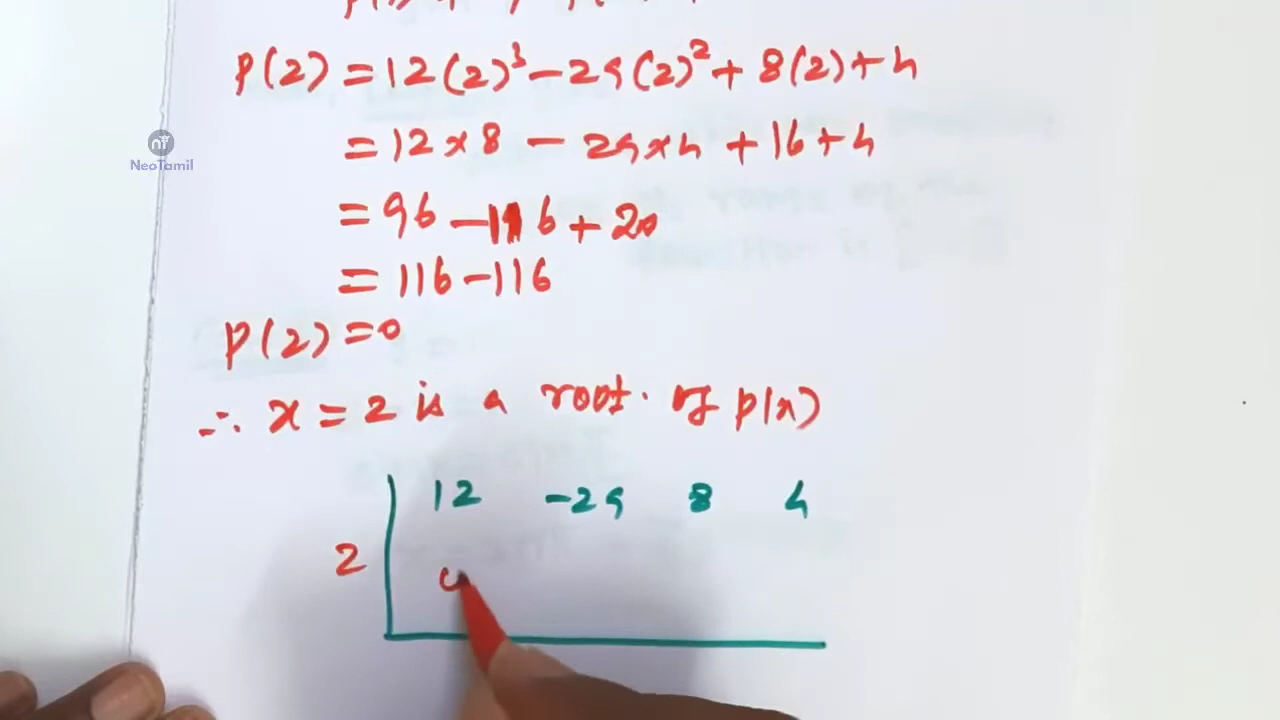 P(2) = 12(2)³ - 29(2)² + 8(2) + 4
= 12 × 8 - 29 × 4 + 16 + 4
= 96 - 116 + 20
= 116 - 116
P(2) = 0
∴ x = 2 is a root. of p(x)
12 -29 8 4
2
NeoTamil